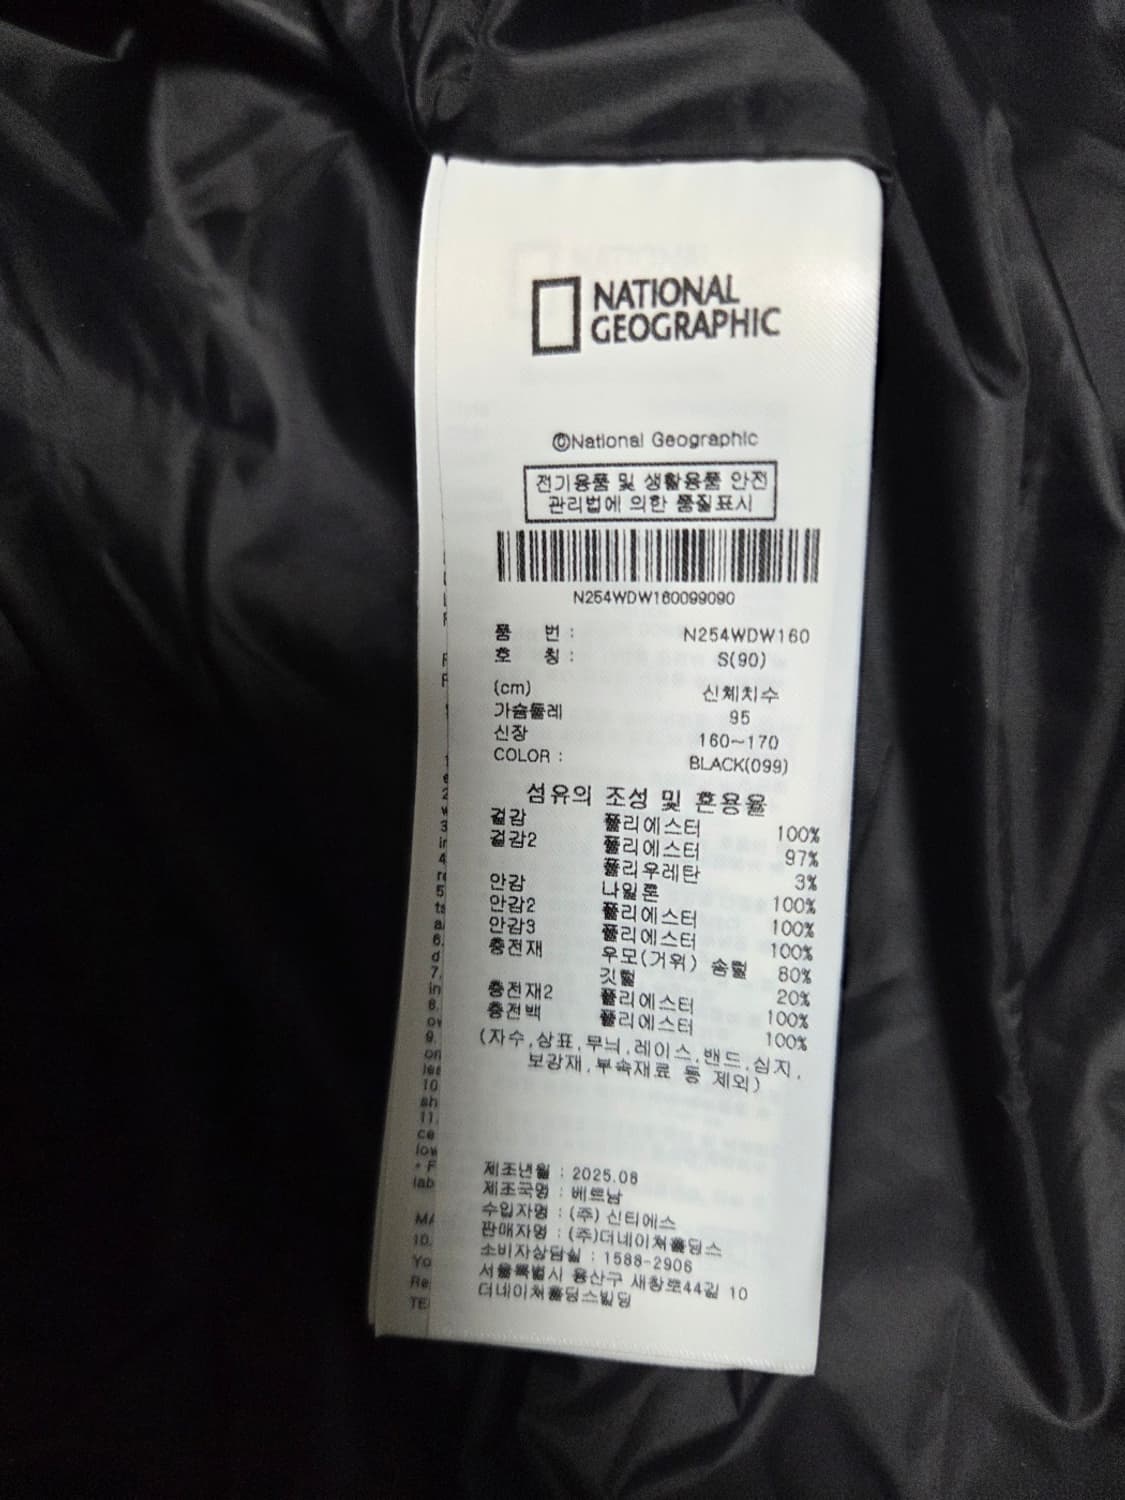 NATIONAL
GEOGRAPHIC
©National Geographic
전기용품 및 생활용품 안전
관리법에 의한 품질표시
N254WDW160099090
품 번 : N254WDW160
호 칭 : S(90)
(cm) 신체치수
가슴둘레 95
신장 160~170
COLOR : BLACK(099)
섬유의 조성 및 혼용율
겉감 폴리에스터 100%
겉감2 폴리에스터 97%
폴리우레탄 3%
안감 나일론 100%
안감2 폴리에스터 100%
안감3 폴리에스터 100%
충전재 우모(거위) 솜털 80%
깃털 20%
충전재2 폴리에스터 100%
충전백 폴리에스터 100%
(자수,상표,무늬,레이스,밴드,심지,
보강재,부속재료 등 제외)
제조년월 : 2025.08
제조국명 : 베트남
수입자명 : (주) 신티에스
판매자명 : (주)더네이쳐홀딩스
소비자상담실 : 1588-2906
서울특별시 용산구 새창로44길 10
더네이쳐홀딩스빌딩